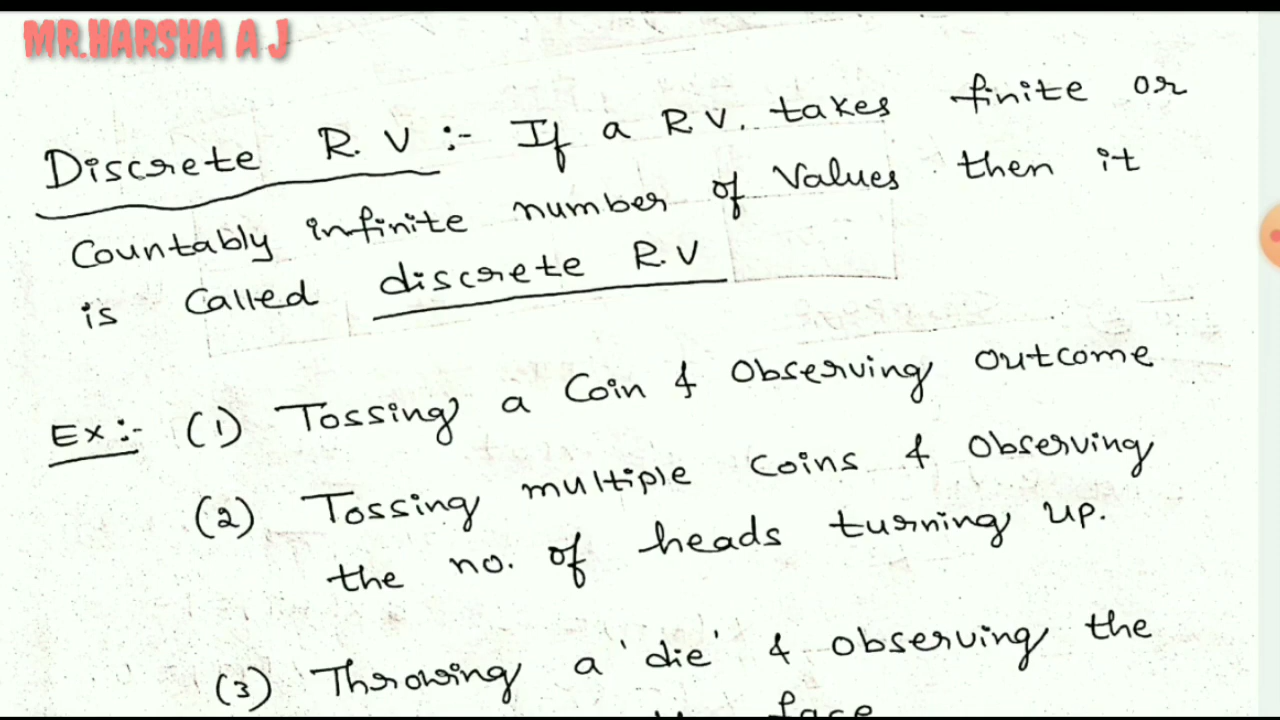 MR.HARSHA A J
Discrete R.V :- If a R.V. takes finite or
Countably infinite number of Values then it
is Called discrete R.V
Ex:- (1) Tossing a Coin & Observing Outcome
(2) Tossing multiple Coins & Observing
the no. of heads turning up.
(3) Throwing a 'die' & observing the
face